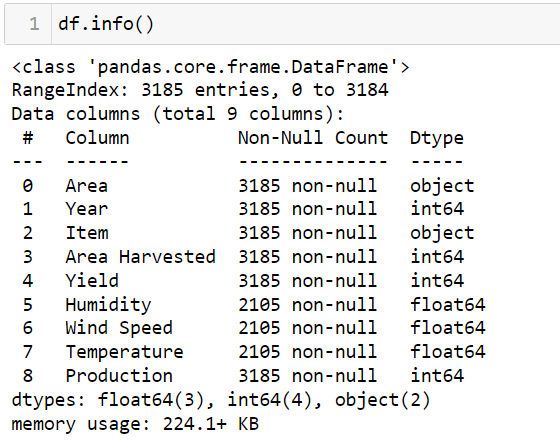 1 df.info()
<class 'pandas.core.frame.DataFrame'>
RangeIndex: 3185 entries, 0 to 3184
Data columns (total 9 columns):
 #   Column          Non-Null Count  Dtype
---  ------          --------------  -----
 0   Area            3185 non-null   object
 1   Year            3185 non-null   int64
 2   Item            3185 non-null   object
 3   Area Harvested  3185 non-null   int64
 4   Yield           3185 non-null   int64
 5   Humidity        2105 non-null   float64
 6   Wind Speed      2105 non-null   float64
 7   Temperature     2105 non-null   float64
 8   Production      3185 non-null   int64
dtypes: float64(3), int64(4), object(2)
memory usage: 224.1+ KB